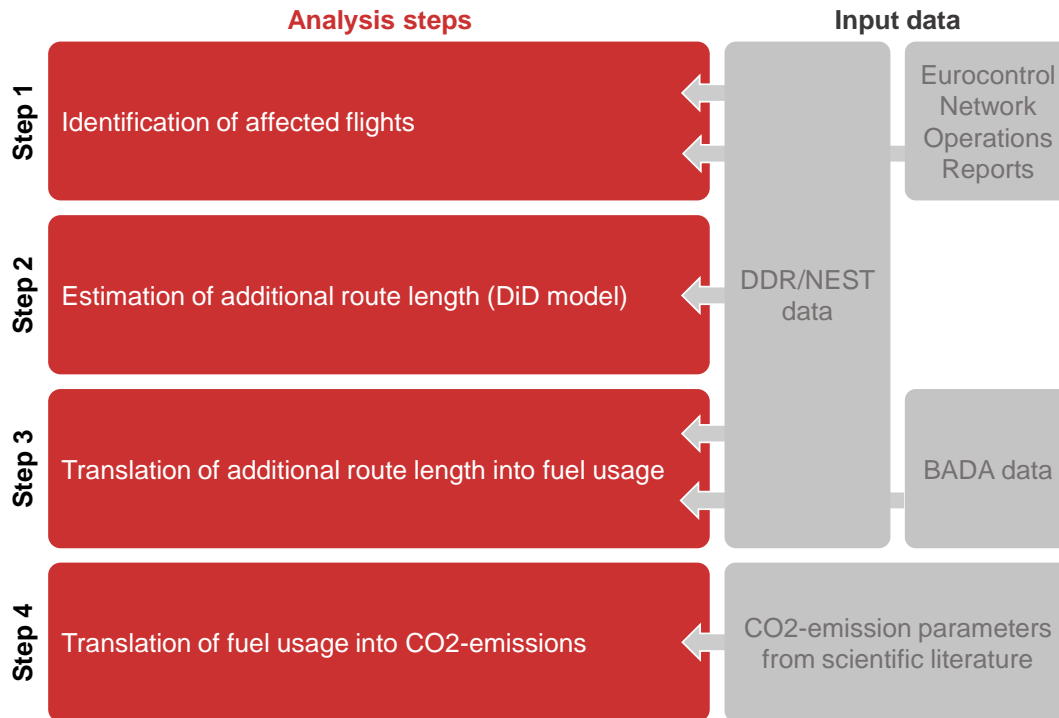 Analysis steps
Input data
Step 1
Identification of affected flights
Eurocontrol
Network
Operations
Reports
Step 2
Estimation of additional route length (DiD model)
DDR/NEST
data
Step 3
Translation of additional route length into fuel usage
BADA data
Step 4
Translation of fuel usage into CO2-emissions
CO2-emission parameters
from scientific literature